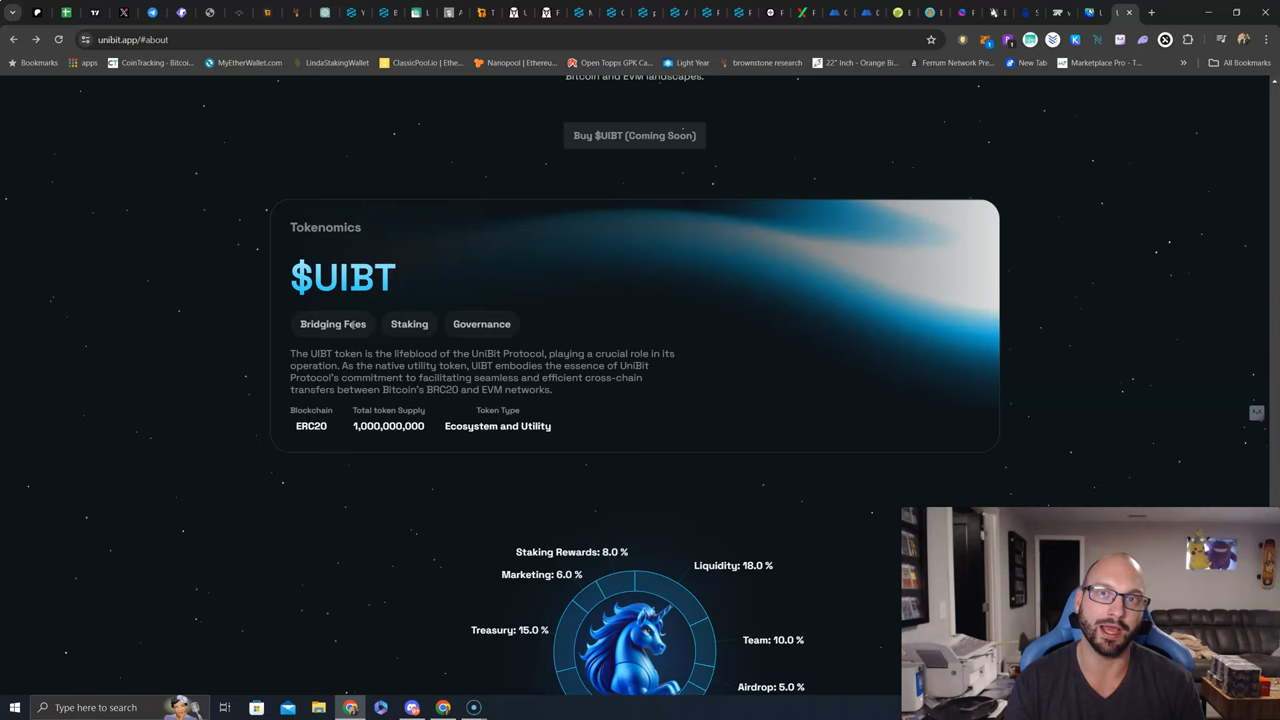 unibit.app/#about
Bookmarks
apps
CoinTracking · Bitcoi...
MyEtherWallet.com
LindaStakingWallet
ClassicPool.io | Ethe...
Nanopool | Ethereu...
Open Topps GPK Ca...
Light Year
brownstone research
22" Inch - Orange Bi...
Ferrum Network Pre...
New Tab
Marketplace Pro - T...
All Bookmarks
Bitcoin and EVM landscapes.
Buy $UIBT (Coming Soon)
Tokenomics
$UIBT
Bridging Fees
Staking
Governance
The UIBT token is the lifeblood of the UniBit Protocol, playing a crucial role in its
operation. As the native utility token, UIBT embodies the essence of UniBit
Protocol's commitment to facilitating seamless and efficient cross-chain
transfers between Bitcoin's BRC20 and EVM networks.
Blockchain
Total token Supply
Token Type
ERC20
1,000,000,000
Ecosystem and Utility
Staking Rewards: 8.0 %
Liquidity: 18.0 %
Marketing: 6.0 %
Treasury: 15.0 %
Team: 10.0 %
Airdrop: 5.0 %
Type here to search